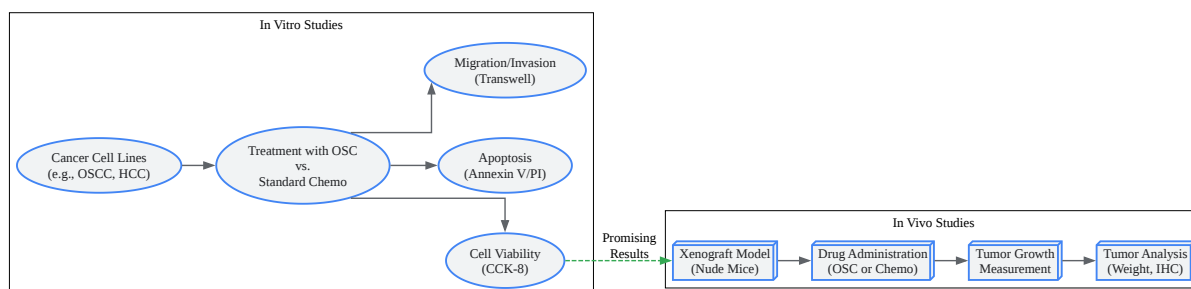 In Vitro Studies
Migration/Invasion
(Transwell)
Cancer Cell Lines
(e.g., OSCC, HCC)
Treatment with OSC
vs.
Standard Chemo
Apoptosis
(Annexin V/PI)
Cell Viability
(CCK-8)
Promising
Results
In Vivo Studies
Xenograft Model
(Nude Mice)
Drug Administration
(OSC or Chemo)
Tumor Growth
Measurement
Tumor Analysis
(Weight, IHC)